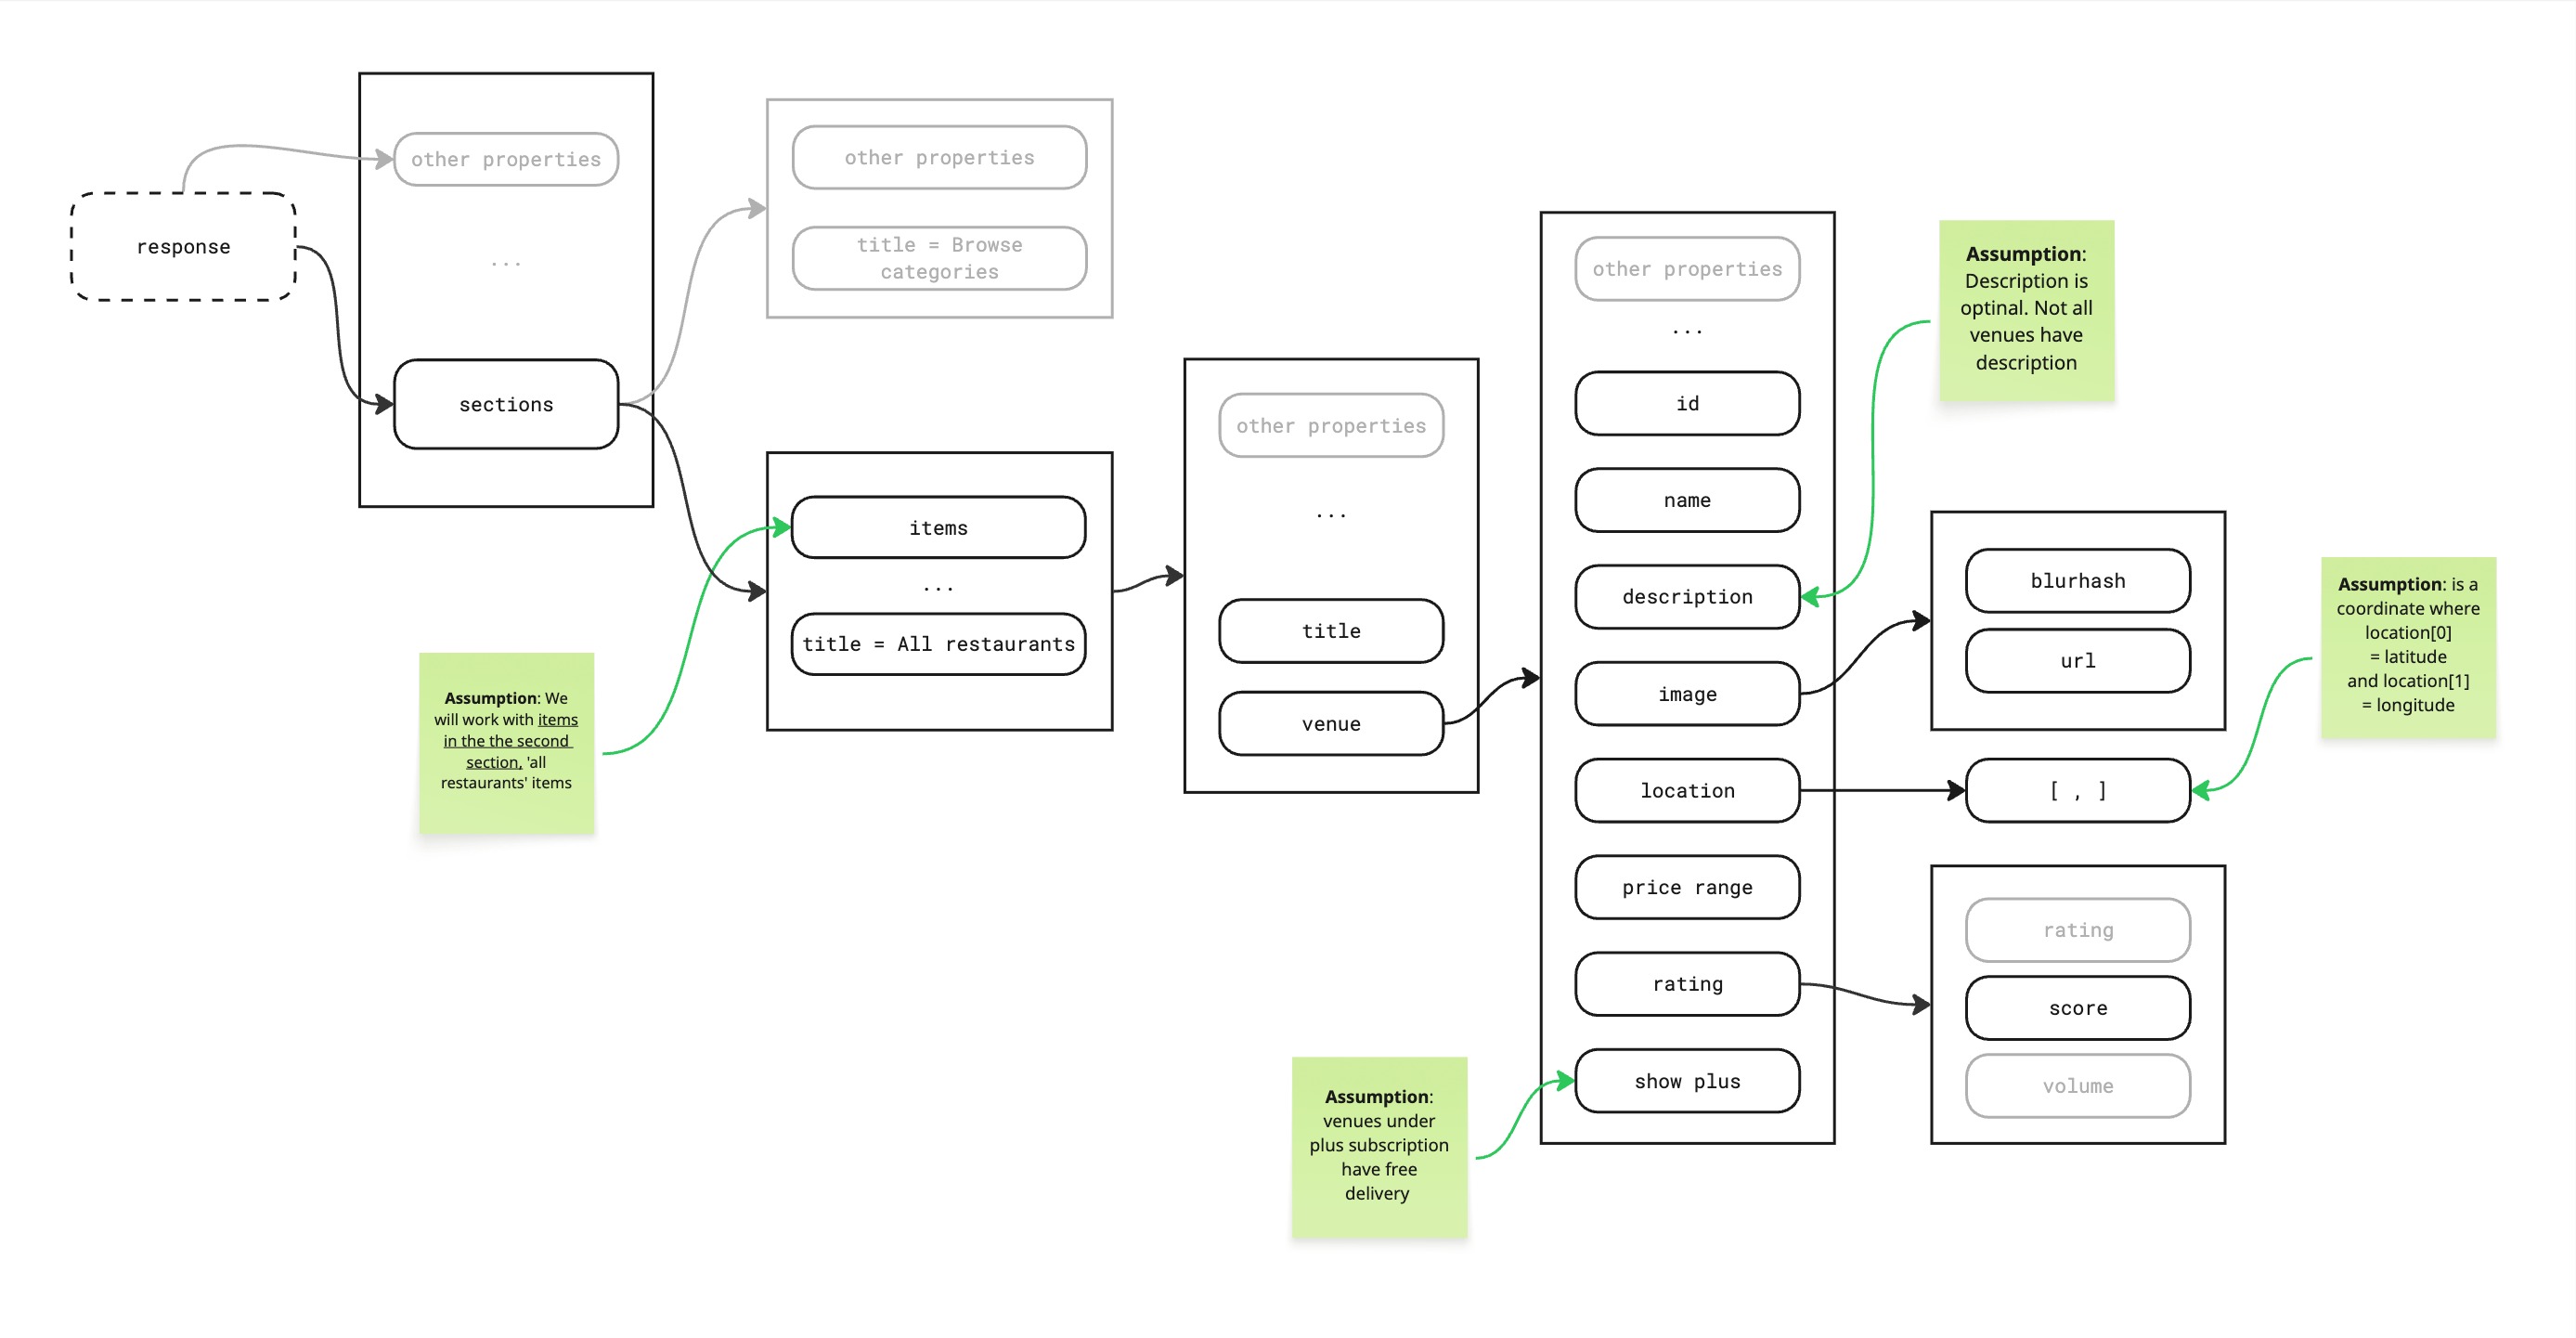 response
other properties
...
sections
other properties
title = Browse
categories
items
...
title = All restaurants
Assumption: We
will work with items
in the the second
section, 'all
restaurants' items
other properties
...
title
venue
other properties
...
id
name
description
image
location
price range
rating
show plus
Assumption:
Description is
optinal. Not all
venues have
description
blurhash
url
[ , ]
Assumption: is a
coordinate where
location[0]
= latitude
and location[1]
= longitude
rating
score
volume
Assumption:
venues under
plus subscription
have free
delivery